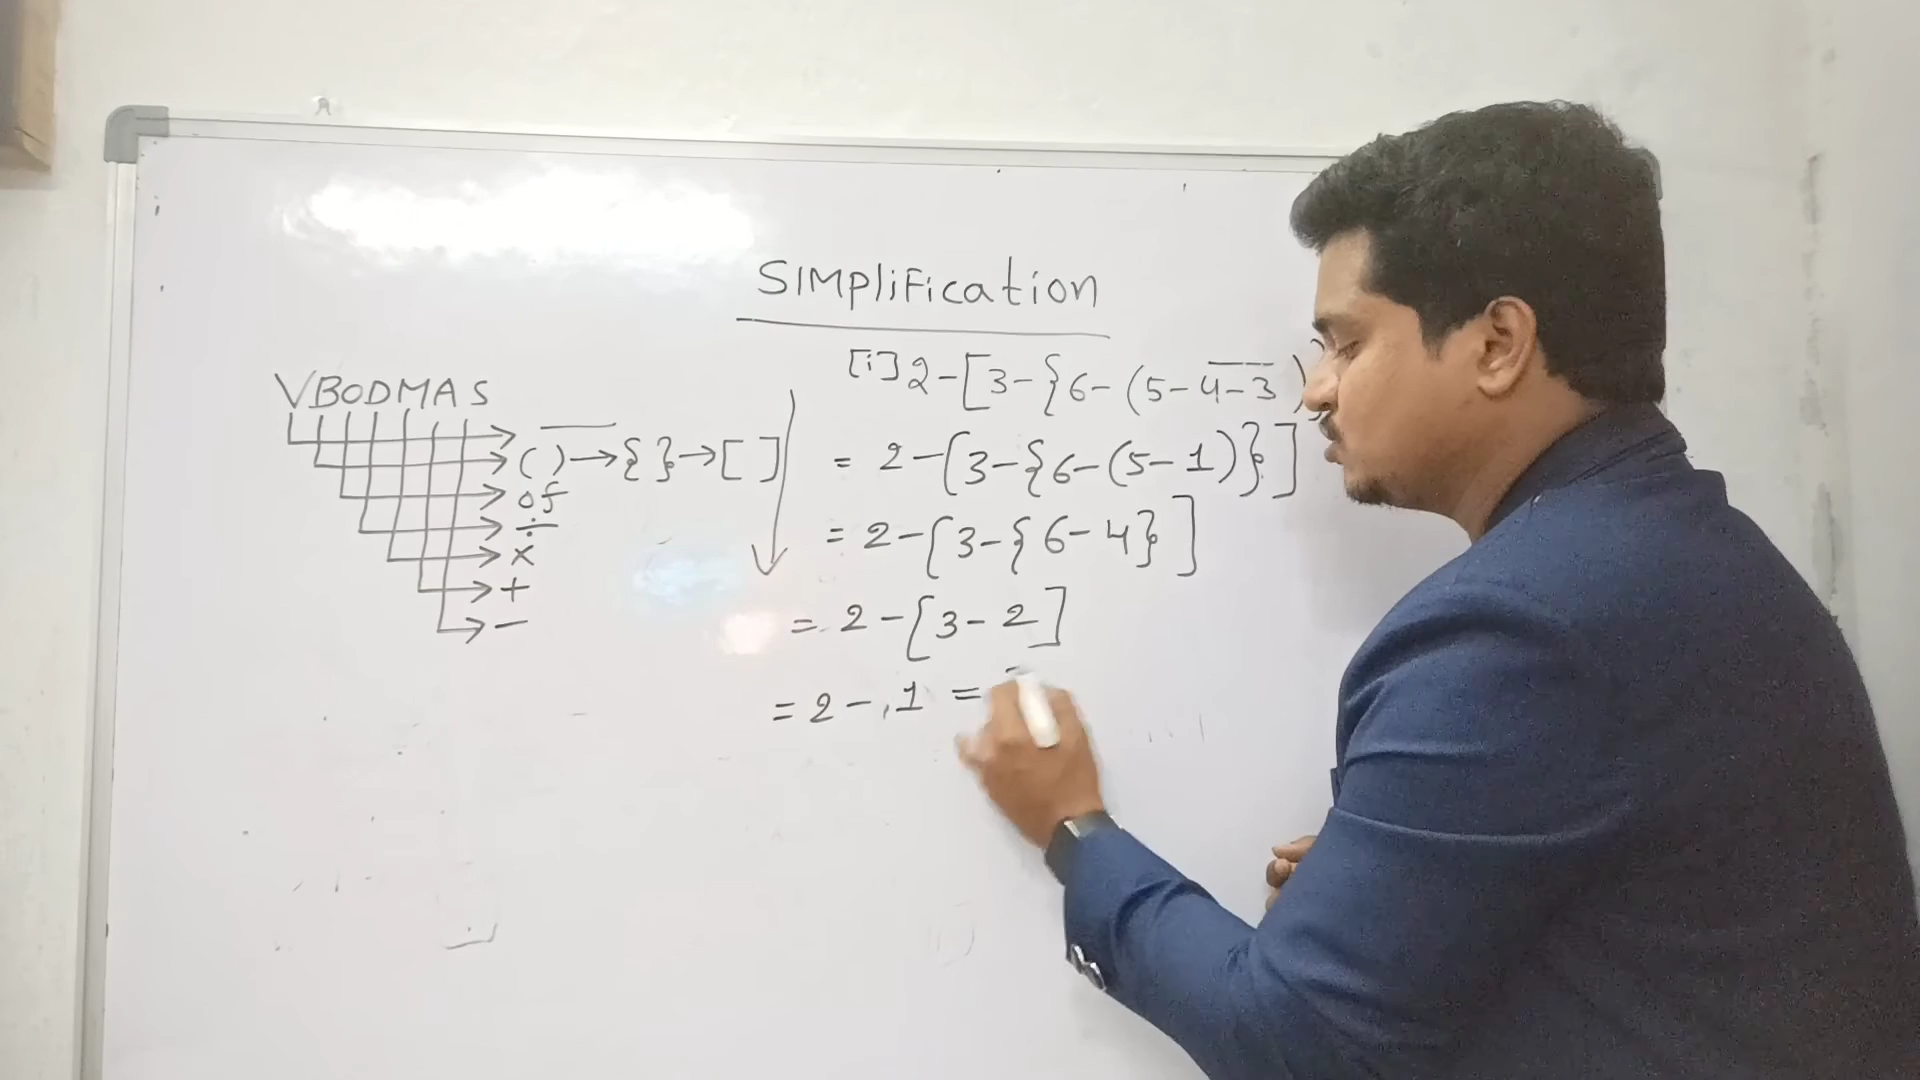 SIMPLIFICATION
VBODMAS
‾ ( ) → { } → [ ]
of
÷
×
+
−
[i] 2-[3-{6-(5-4̅-̅3̅)
= 2-[3-{6-(5-1)}]
= 2-[3-{6-4}]
= 2-[3-2]
= 2-1 =